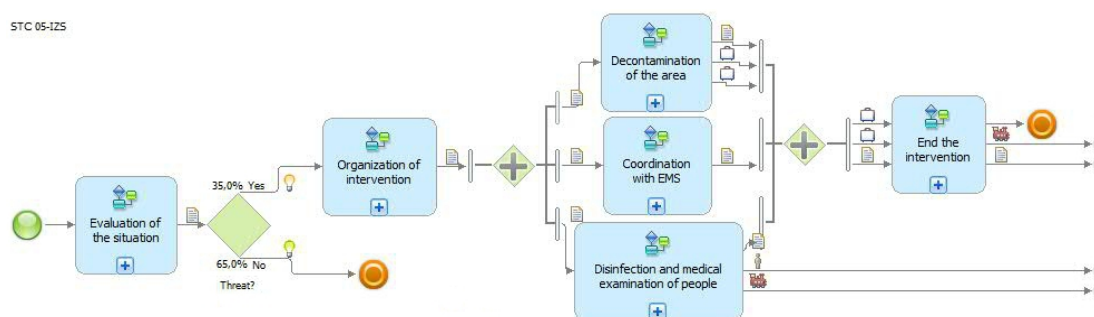 STC 05-IZS
Decontamination
of the area
Organization of
intervention
Coordination
with EMS
End the
intervention
35,0% Yes
Evaluation of
the situation
65,0% No
Threat?
Disinfection and medical
examination of people